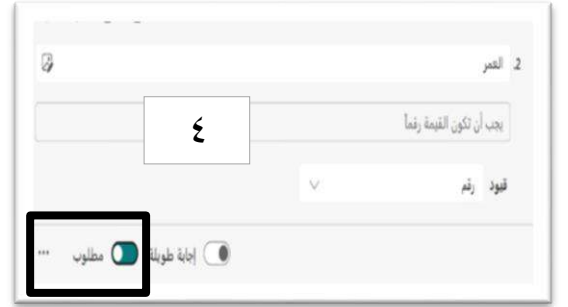 2. العمر
يجب أن تكون القيمة رقماً
٤
قيود رقم
إجابة طويلة مطلوب ...